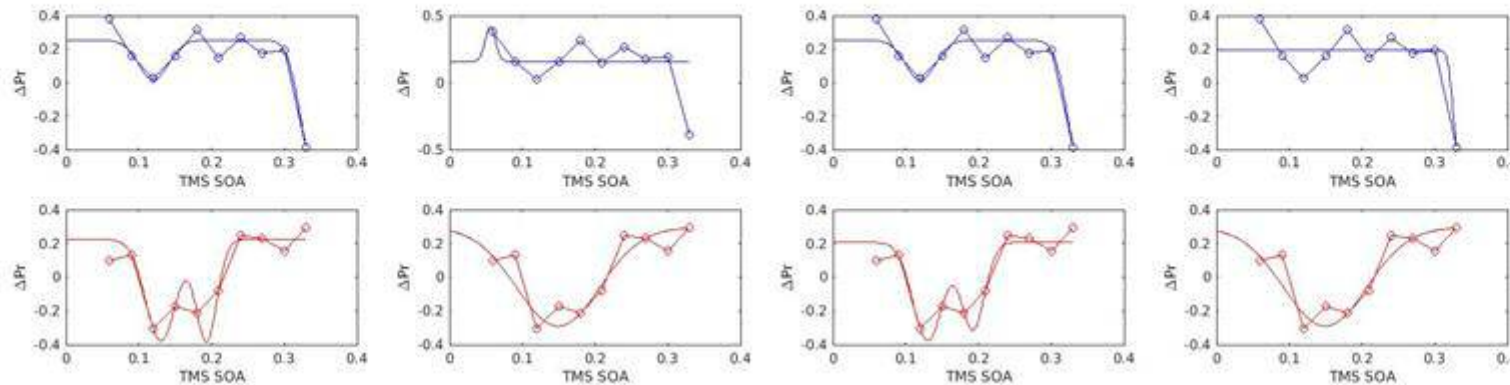 0.4 0.5 0.4 0.4
0.2 0.2 0.2
0 0 0 0
-0.2 -0.2 -0.2
-0.4 -0.5 -0.4 -0.4
ΔPr ΔPr ΔPr ΔPr
0 0.1 0.2 0.3 0.4 0 0.1 0.2 0.3 0.4 0 0.1 0.2 0.3 0.4 0 0.1 0.2 0.3 0.4
TMS SOA TMS SOA TMS SOA TMS SOA
0.4 0.4 0.4 0.4
0.2 0.2 0.2 0.2
0 0 0 0
-0.2 -0.2 -0.2 -0.2
-0.4 -0.4 -0.4 -0.4
ΔPr ΔPr ΔPr ΔPr
0 0.1 0.2 0.3 0.4 0 0.1 0.2 0.3 0.4 0 0.1 0.2 0.3 0.4 0 0.1 0.2 0.3 0.4
TMS SOA TMS SOA TMS SOA TMS SOA